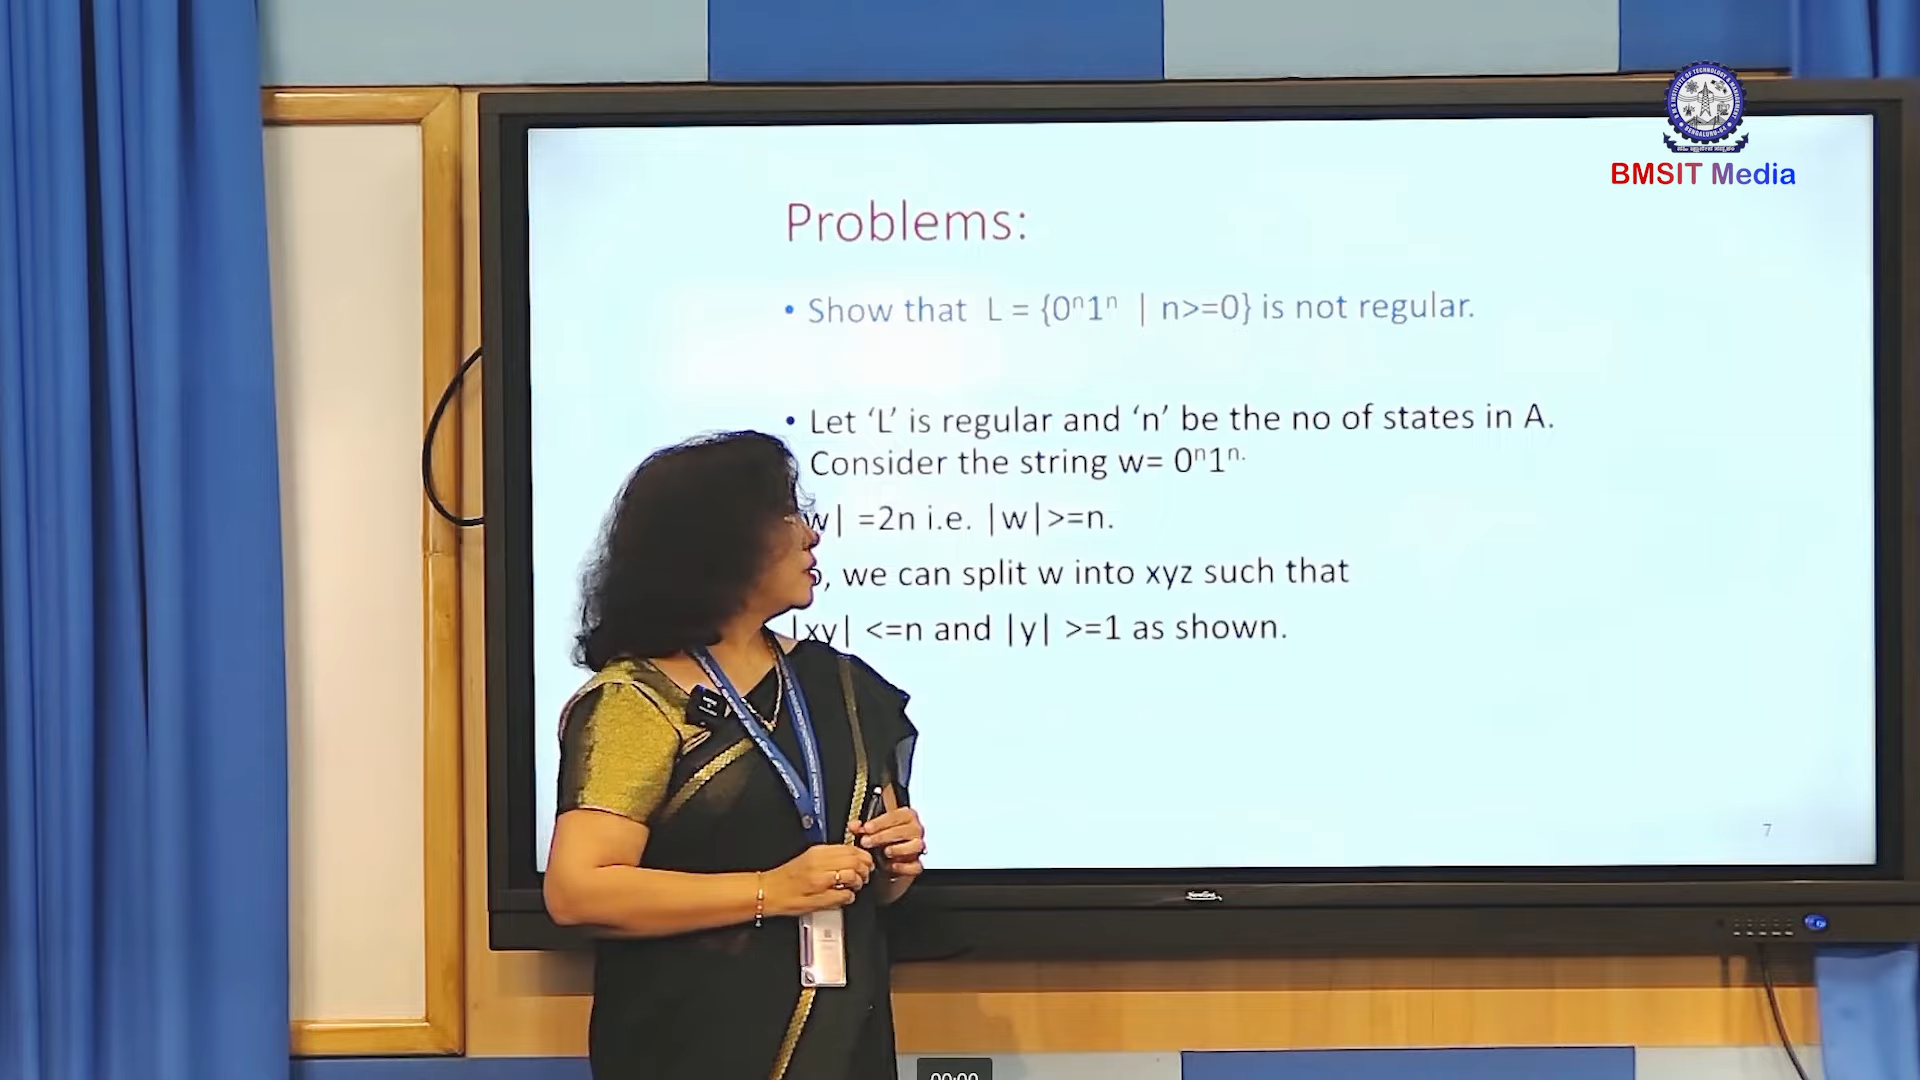 BMSIT Media
Problems:
• Show that L = {0ⁿ1ⁿ | n>=0} is not regular.
• Let ‘L’ is regular and ‘n’ be the no of states in A.
Consider the string w= 0ⁿ1ⁿ.
w| =2n i.e. |w|>=n.
we can split w into xyz such that
|xy| <=n and |y| >=1 as shown.
7